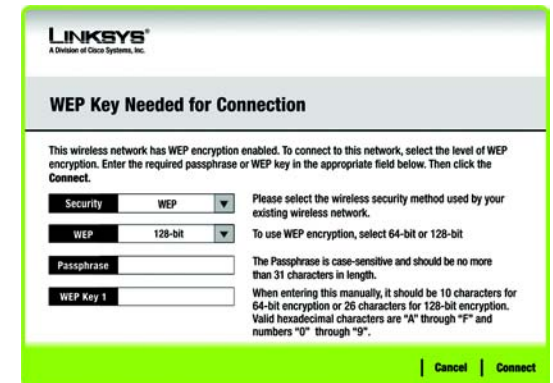 LINKSYS®
A Division of Cisco Systems, Inc.
WEP Key Needed for Connection
This wireless network has WEP encryption enabled. To connect to this network, select the level of WEP
encryption. Enter the required passphrase or WEP key in the appropriate field below. Then click the
Connect.
Security WEP
Please select the wireless security method used by your
existing wireless network.
WEP 128-bit
To use WEP encryption, select 64-bit or 128-bit
Passphrase
The Passphrase is case-sensitive and should be no more
than 31 characters in length.
WEP Key 1
When entering this manually, it should be 10 characters for
64-bit encryption or 26 characters for 128-bit encryption.
Valid hexadecimal characters are "A" through "F" and
numbers "0" through "9".
Cancel Connect